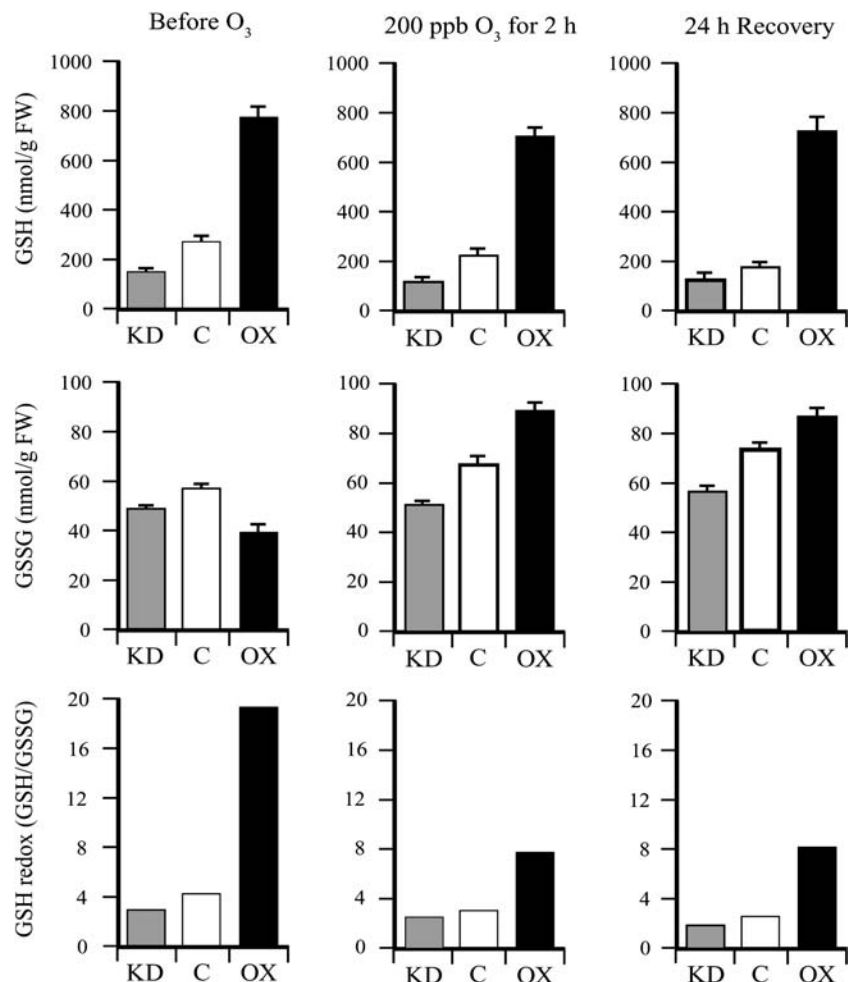 Before O₃ 200 ppb O₃ for 2 h 24 h Recovery
GSH (nmol/g FW)
1000 1000 1000
800 800 800
600 600 600
400 400 400
200 200 200
0 0 0
KD C OX KD C OX KD C OX
GSSG (nmol/g FW)
100 100 100
80 80 80
60 60 60
40 40 40
20 20 20
0 0 0
KD C OX KD C OX KD C OX
GSH redox (GSH/GSSG)
20 20 20
16 16 16
12 12 12
8 8 8
4 4 4
0 0 0
KD C OX KD C OX KD C OX